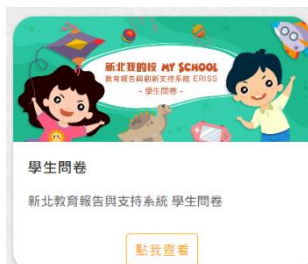 新北我的校 MY SCHOOL
教育報告與創新支持系統 ERISS
- 學生問卷 -
學生問卷
新北教育報告與支持系統 學生問卷
點我查看